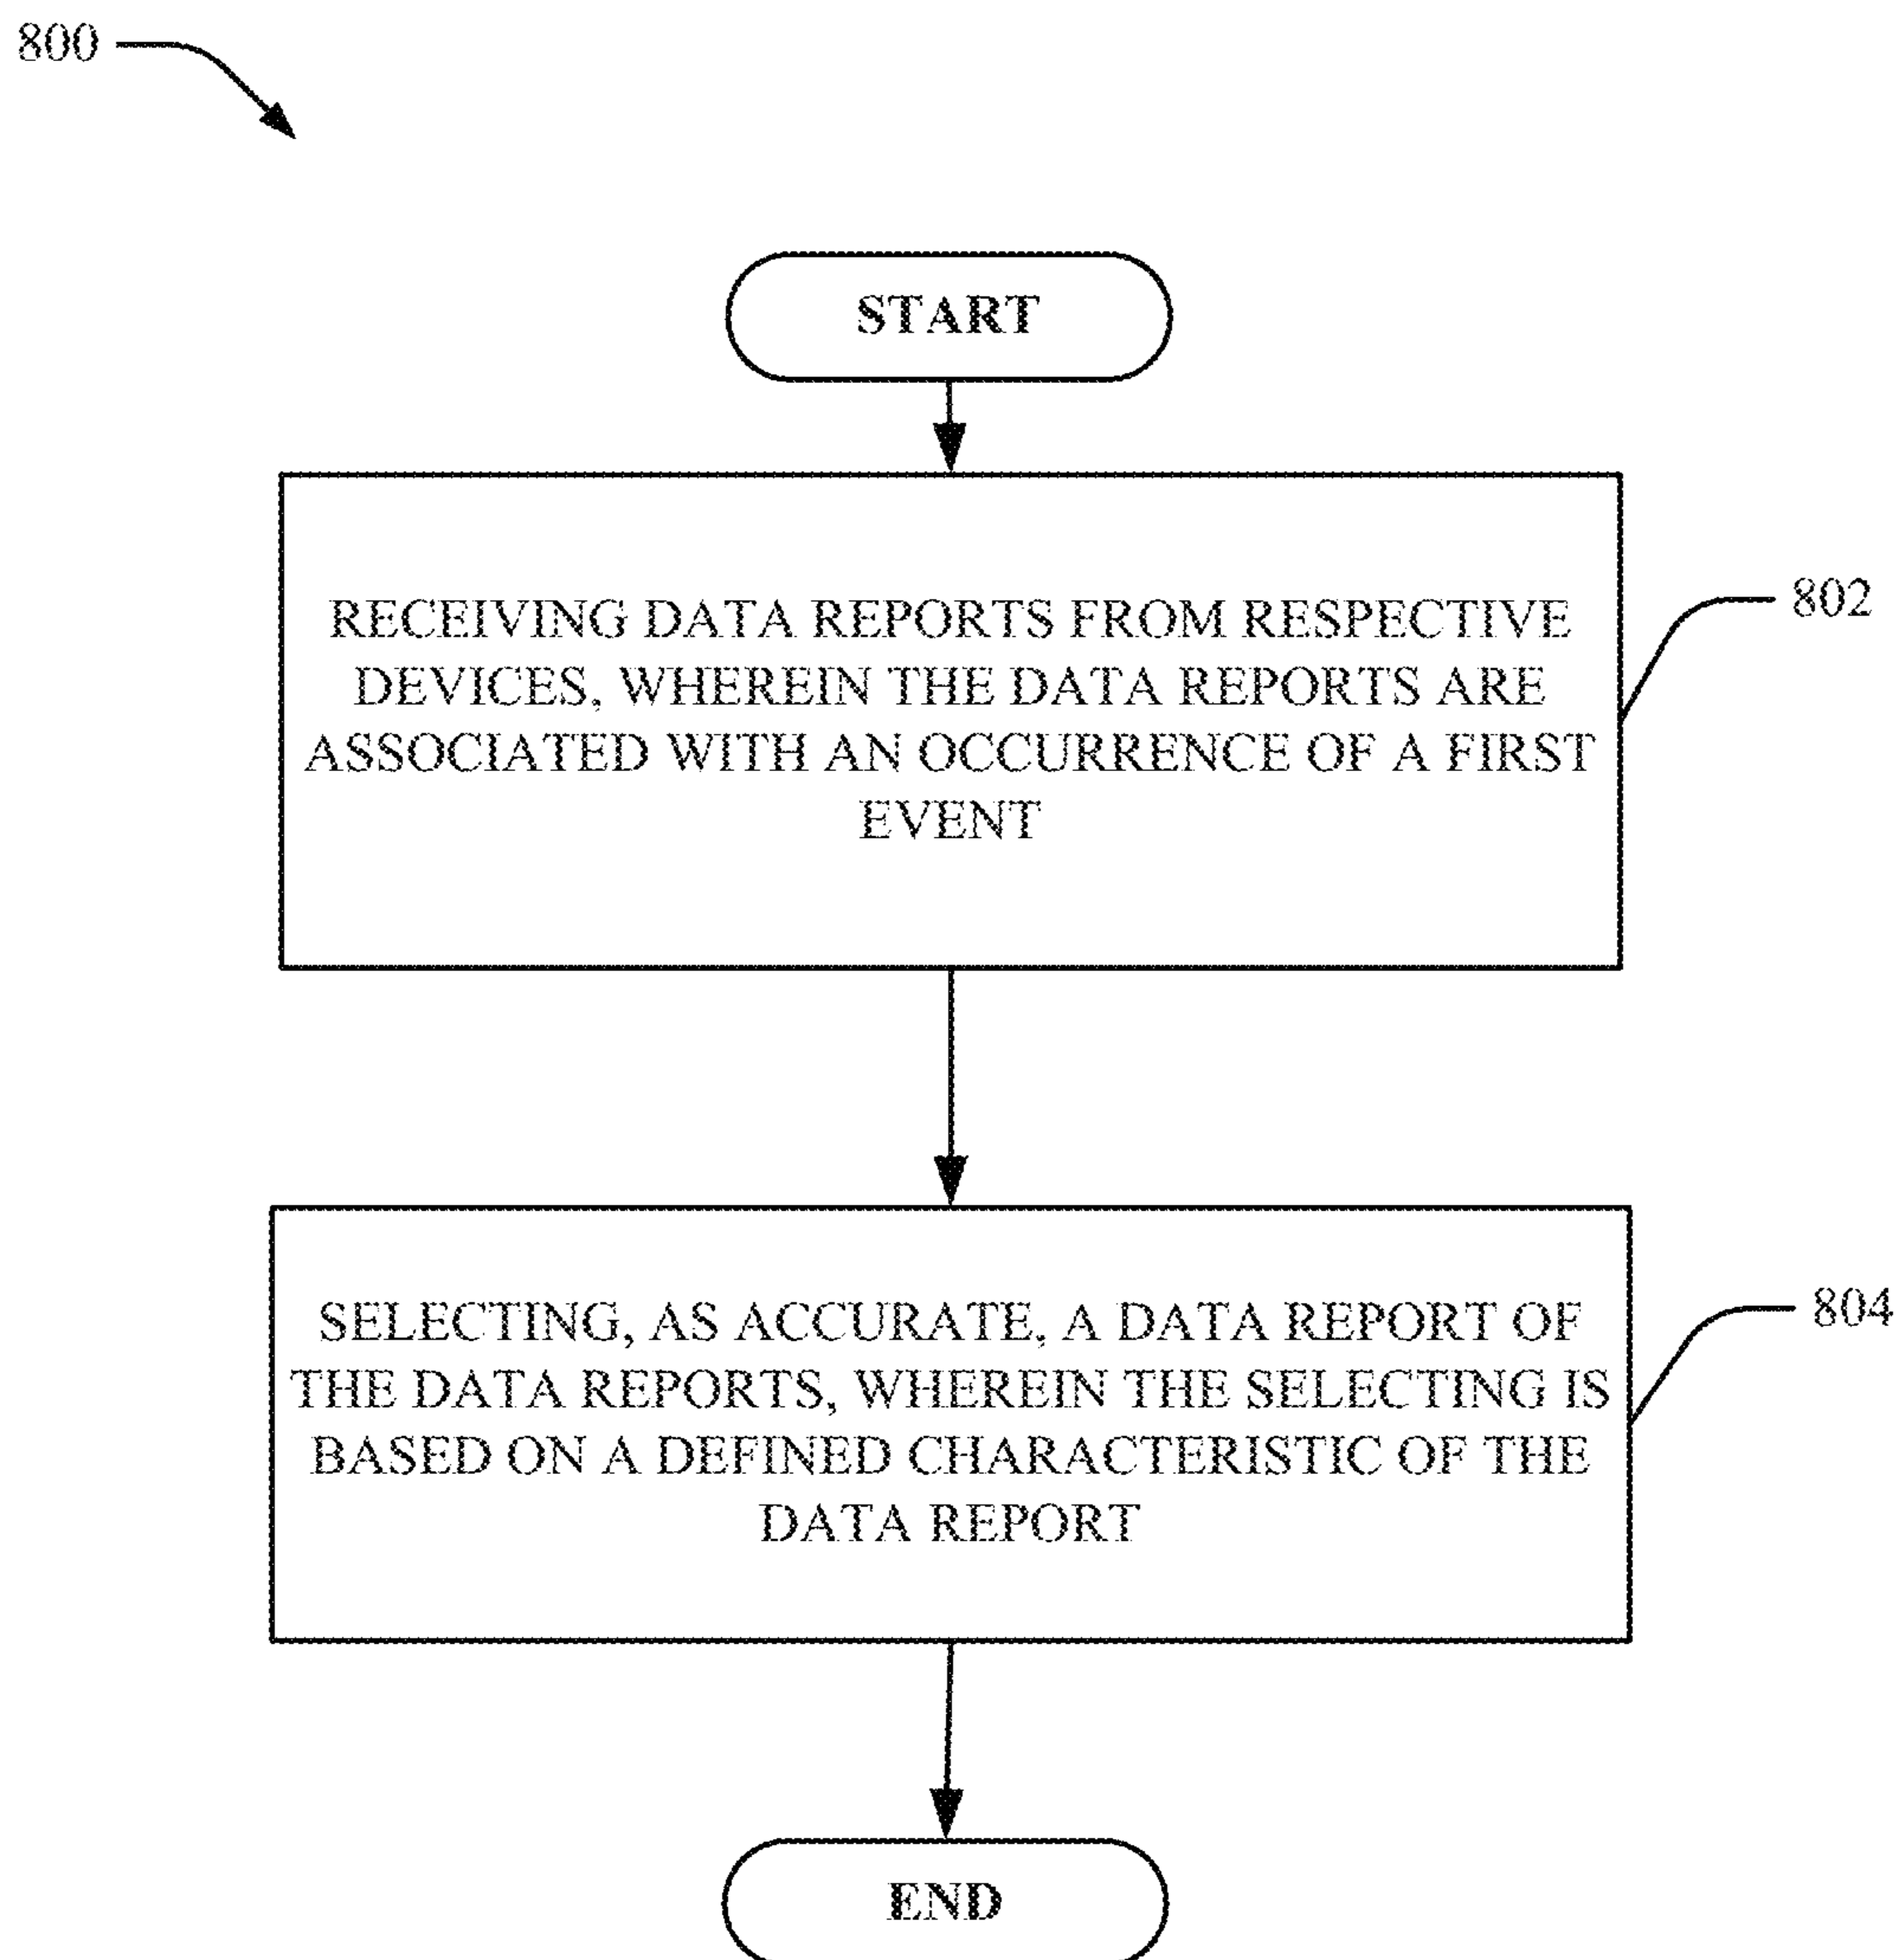 800
START
RECEIVING DATA REPORTS FROM RESPECTIVE
DEVICES, WHEREIN THE DATA REPORTS ARE
ASSOCIATED WITH AN OCCURRENCE OF A FIRST
EVENT
802
SELECTING, AS ACCURATE, A DATA REPORT OF
THE DATA REPORTS, WHEREIN THE SELECTING IS
BASED ON A DEFINED CHARACTERISTIC OF THE
DATA REPORT
804
END